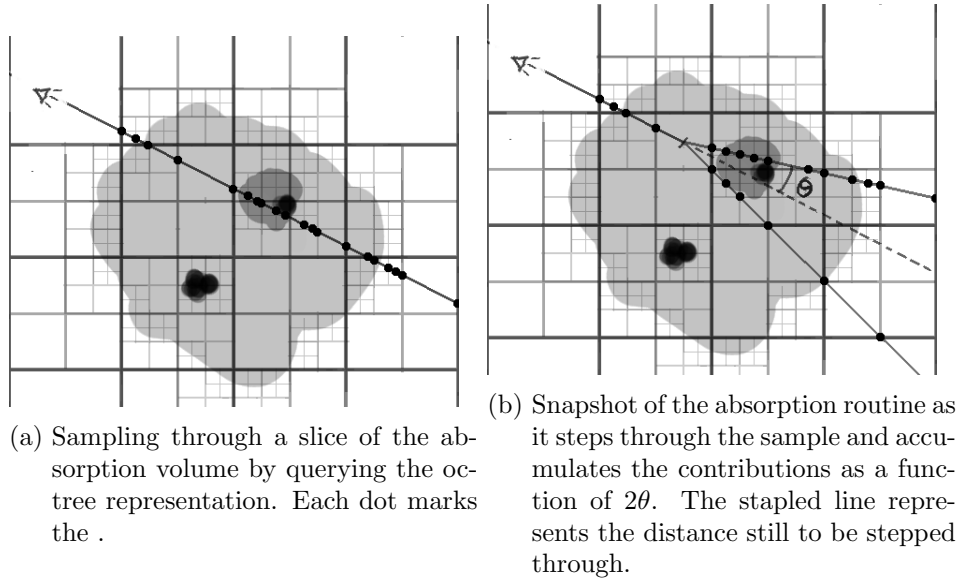 θ
(a) Sampling through a slice of the ab-
sorption volume by querying the oc-
tree representation. Each dot marks
the .
(b) Snapshot of the absorption routine as
it steps through the sample and accu-
mulates the contributions as a func-
tion of 2θ. The stapled line repre-
sents the distance still to be stepped
through.